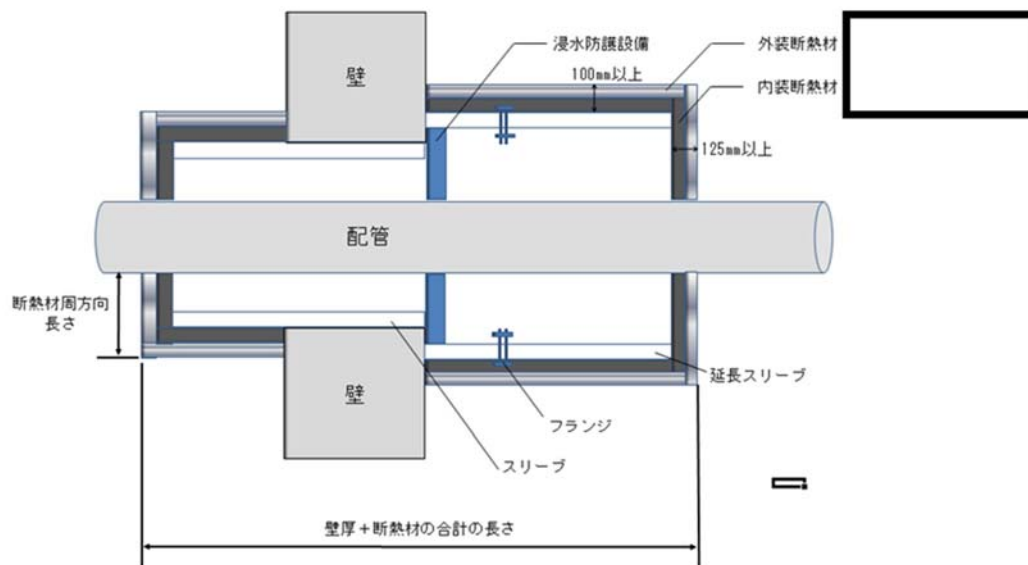 壁
浸水防護設備
外装断熱材
100mm以上
内装断熱材
125mm以上
配管
断熱材周方向
長さ
延長スリーブ
壁
フランジ
スリーブ
壁厚+断熱材の合計の長さ